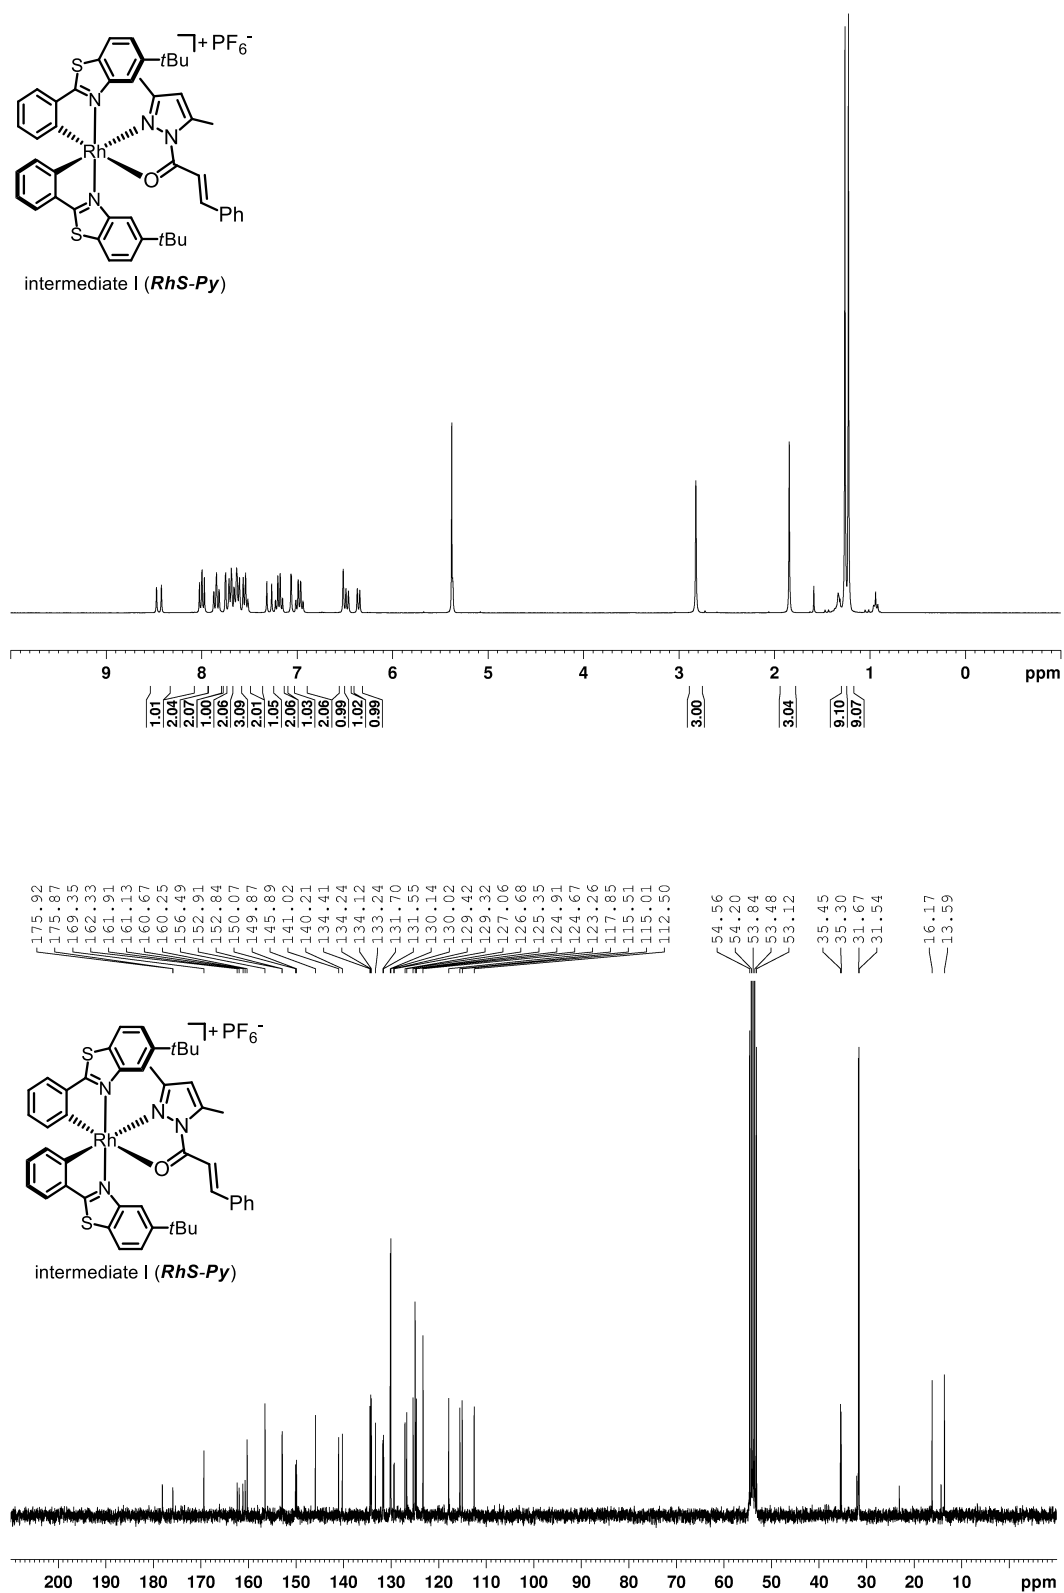 ] + PF6-
S
tBu
N
N
N
Rh
O
N
Ph
S
tBu
intermediate I (RhS-Py)
9 8 7 6 5 4 3 2 1 0 ppm
1.01 2.04 2.07 1.00 2.06 3.09 2.01 1.05 2.06 1.03 2.06 0.99 1.02 0.99 3.00 3.04 9.10 9.07
175.92 175.87 169.35 162.33 161.91 161.13 160.67 160.25 156.49 152.91 152.84 150.07 149.87 145.89 141.02 140.21 134.41 134.24 134.12 133.24 131.70 131.55 130.14 130.02 129.42 129.32 127.06 126.68 125.35 124.91 124.67 123.26 117.85 115.51 115.01 112.50 54.56 54.20 53.84 53.48 53.12 35.45 35.30 31.67 31.54 16.17 13.59
] + PF6-
S
tBu
N
N
N
Rh
O
N
Ph
S
tBu
intermediate I (RhS-Py)
200 190 180 170 160 150 140 130 120 110 100 90 80 70 60 50 40 30 20 10 ppm